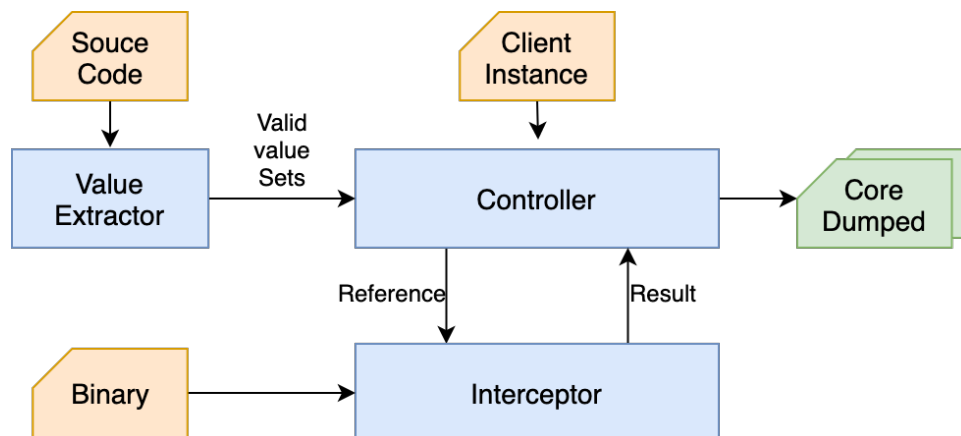 Souce
Code
Client
Instance
Valid
value
Sets
Value
Extractor
Controller
Core
Dumped
Reference
Result
Binary
Interceptor